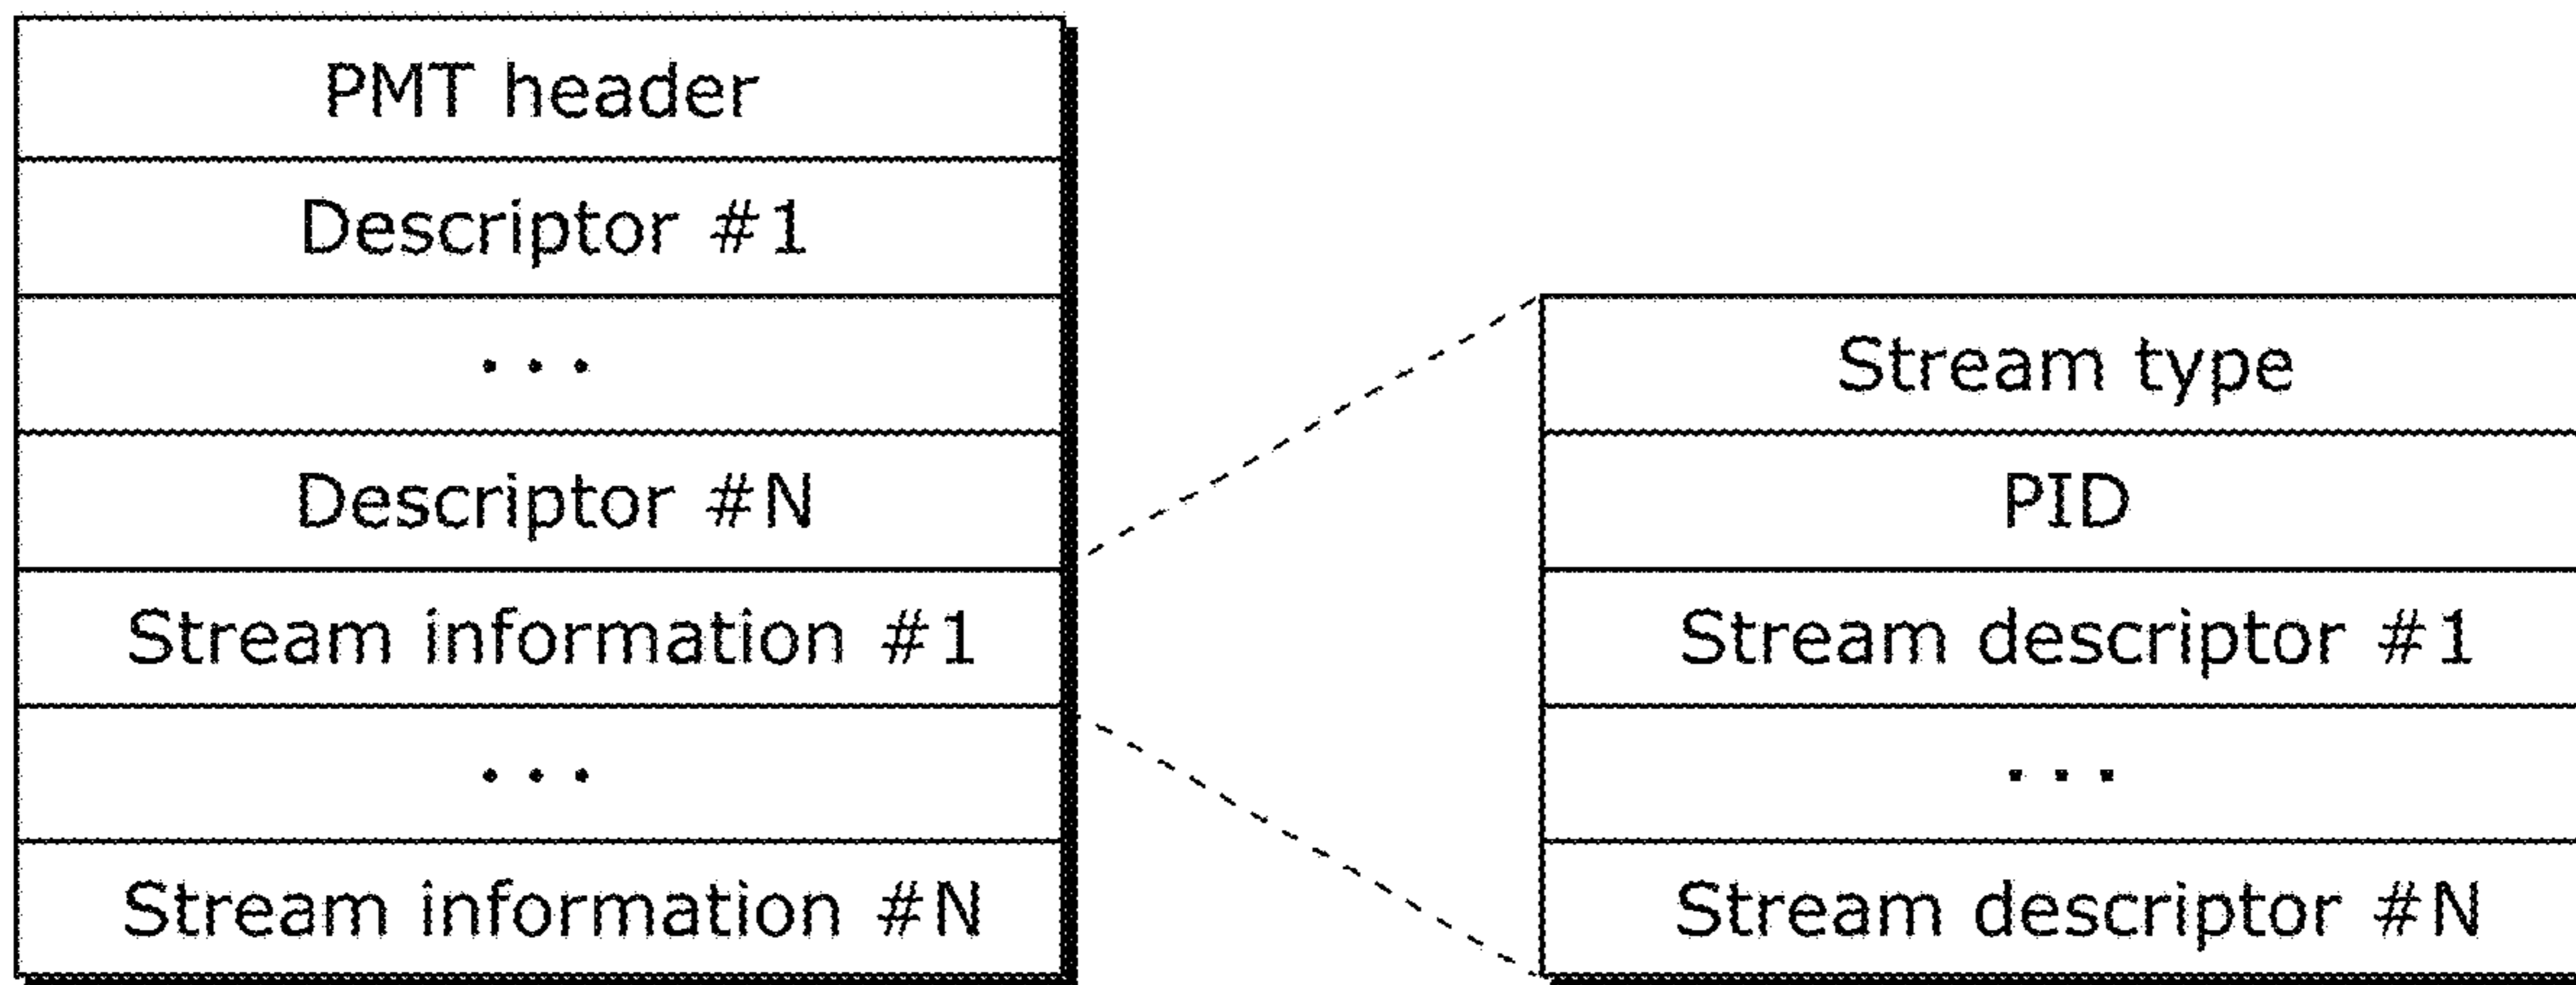 PMT header
Descriptor #1
...
Descriptor #N
Stream information #1
...
Stream information #N
Stream type
PID
Stream descriptor #1
...
Stream descriptor #N